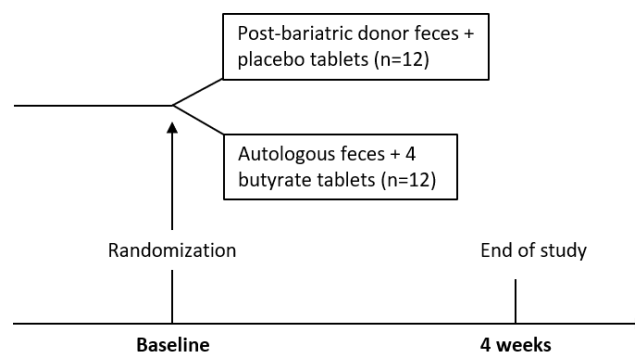 Post-bariatric donor feces +
placebo tablets (n=12)
Autologous feces + 4
butyrate tablets (n=12)
Randomization
End of study
Baseline
4 weeks